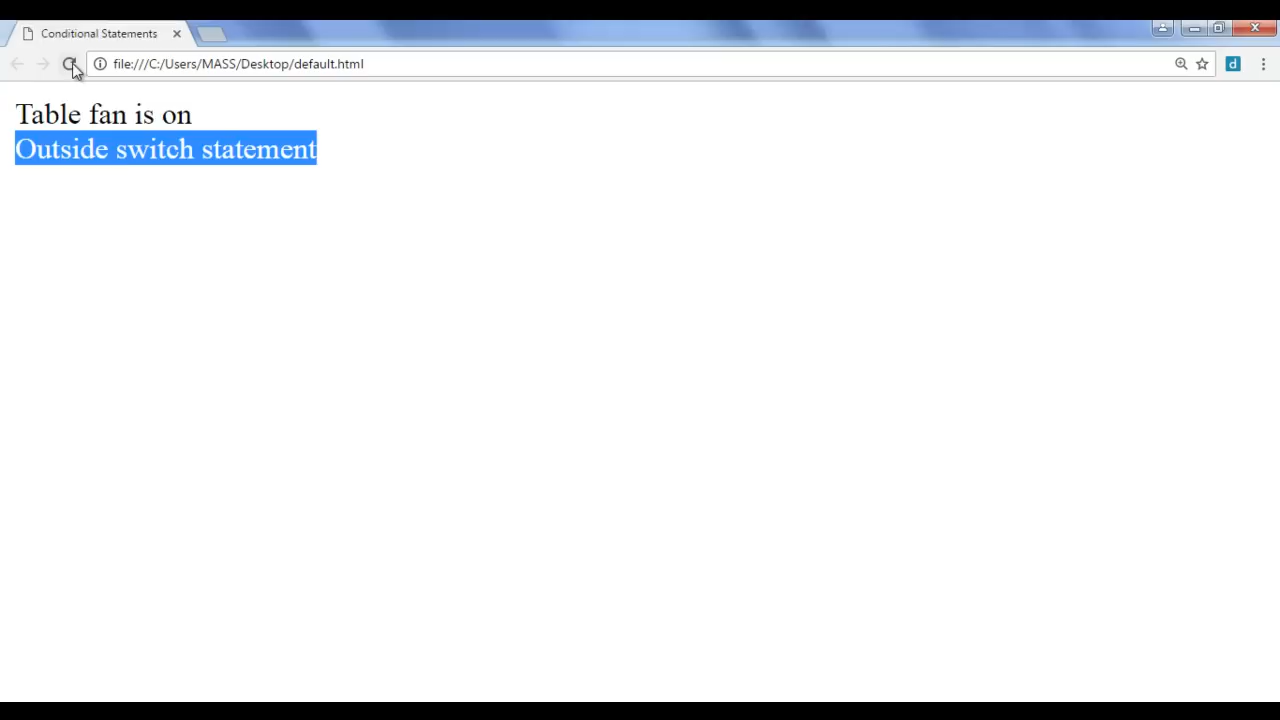 Conditional Statements
file:///C:/Users/MASS/Desktop/default.html
d
Table fan is on
Outside switch statement